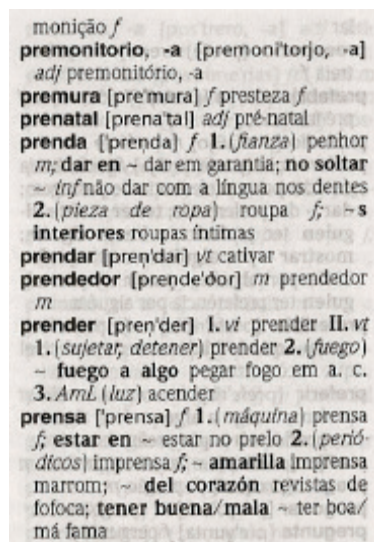 monição f
premonitorio, -a [premoni'torjo, -a]
adj premonitório, -a
premura [pre'mura] f presteza f
prenatal [prena'tal] adj pré-natal
prenda ['preṇda] f 1. (fianza) penhor
m; dar en ~ dar em garantia; no soltar
~ inf não dar com a língua nos dentes
2. (pieza de ropa) roupa f; ~s
interiores roupas íntimas
prendar [preṇ'dar] vt cativar
prendedor [preṇde'ðor] m prendedor
m
prender [preṇ'der] I. vi prender II. vt
1. (sujetar, detener) prender 2. (fuego)
~ fuego a algo pegar fogo em a. c.
3. AmL (luz) acender
prensa ['prensa] f 1. (máquina) prensa
f; estar en ~ estar no prelo 2. (perió-
dicos) imprensa f; ~ amarilla imprensa
marrom; ~ del corazón revistas de
fofoca; tener buena/mala ~ ter boa/
má fama